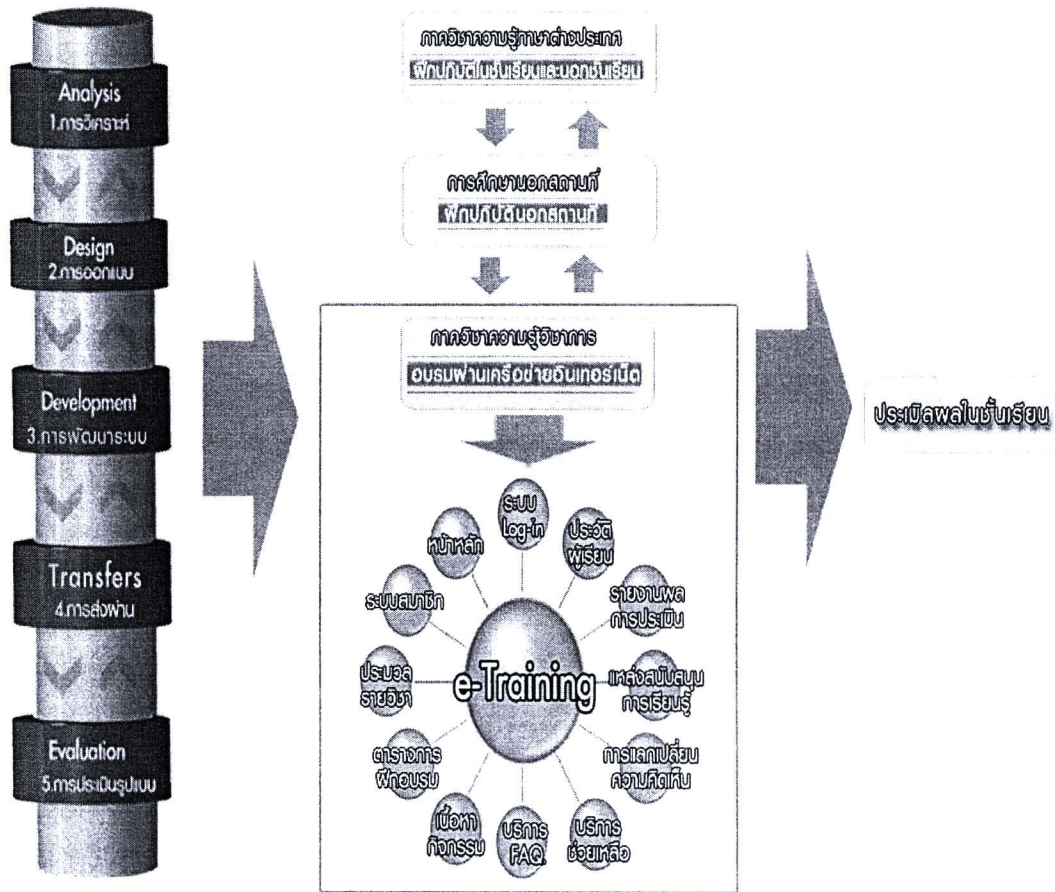 Analysis
1.การวิเคราะห์
Design
2.การออกแบบ
Development
3.การพัฒนาระบบ
Transfers
4.การส่งผ่าน
Evaluation
5.การประเมินรูปแบบ
ภาควิชาความรู้ภาษาต่างประเทศ
ฝึกปฏิบัติในชั้นเรียนและนอกชั้นเรียน
การศึกษานอกสถานที่
ฝึกปฏิบัตินอกสถานที่
ภาควิชาความรู้วิชาการ
อบรมผ่านเครือข่ายอินเทอร์เน็ต
ระบบ
Log-in
ประวัติ
ผู้เรียน
รายงานผล
การประเมิน
แหล่งสนับสนุน
การเรียนรู้
การแลกเปลี่ยน
ความคิดเห็น
บริการ
ช่วยเหลือ
บริการ
FAQ
เนื้อหา
กิจกรรม
ตารางการ
ฝึกอบรม
ประมวล
รายวิชา
ระบบสมาชิก
หน้าหลัก
e-Training
ประเมิลผลในชั้นเรียน